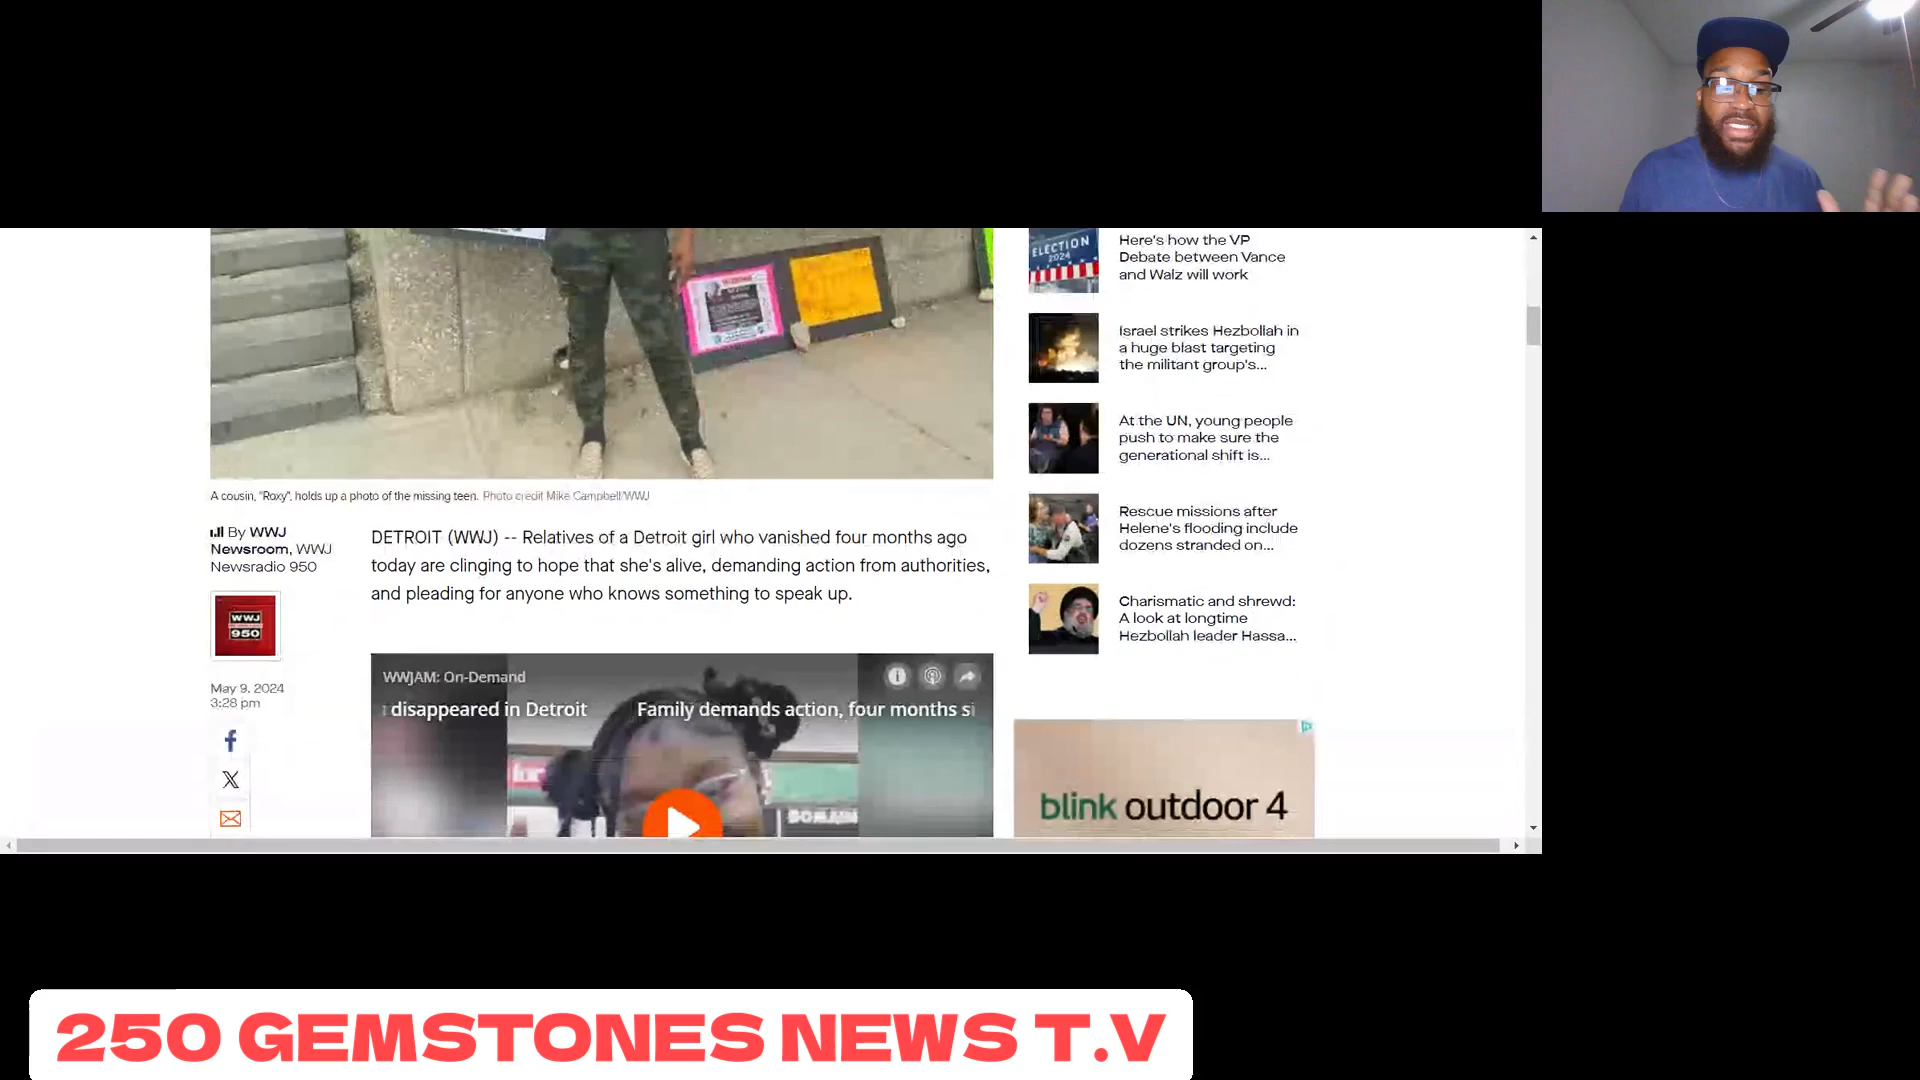 ELECTION
2024
Here's how the VP
Debate between Vance
and Walz will work
Israel strikes Hezbollah in
a huge blast targeting
the militant group's...
At the UN, young people
push to make sure the
generational shift is...
Rescue missions after
Helene's flooding include
dozens stranded on...
Charismatic and shrewd:
A look at longtime
Hezbollah leader Hassa...
A cousin, "Roxy", holds up a photo of the missing teen. Photo credit Mike Campbell/WWJ
By WWJ
Newsroom, WWJ
Newsradio 950
WWJ
950
May 9, 2024
3:28 pm
DETROIT (WWJ) -- Relatives of a Detroit girl who vanished four months ago
today are clinging to hope that she's alive, demanding action from authorities,
and pleading for anyone who knows something to speak up.
WWJAM: On-Demand
disappeared in Detroit Family demands action, four months si
blink outdoor 4
250 GEMSTONES NEWS T.V